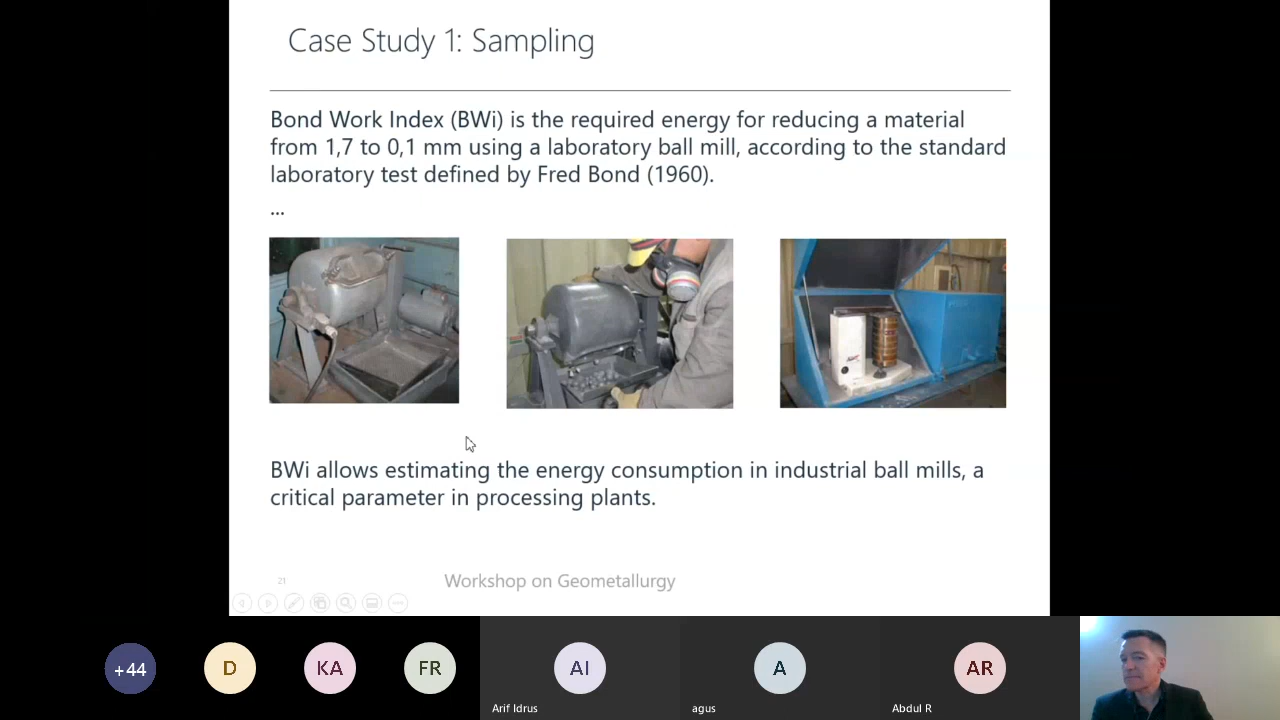 Case Study 1: Sampling
Bond Work Index (BWi) is the required energy for reducing a material
from 1,7 to 0,1 mm using a laboratory ball mill, according to the standard
laboratory test defined by Fred Bond (1960).
...
BWi allows estimating the energy consumption in industrial ball mills, a
critical parameter in processing plants.
21
Workshop on Geometallurgy
+44
D
KA
FR
AI
A
AR
Arif Idrus
agus
Abdul R